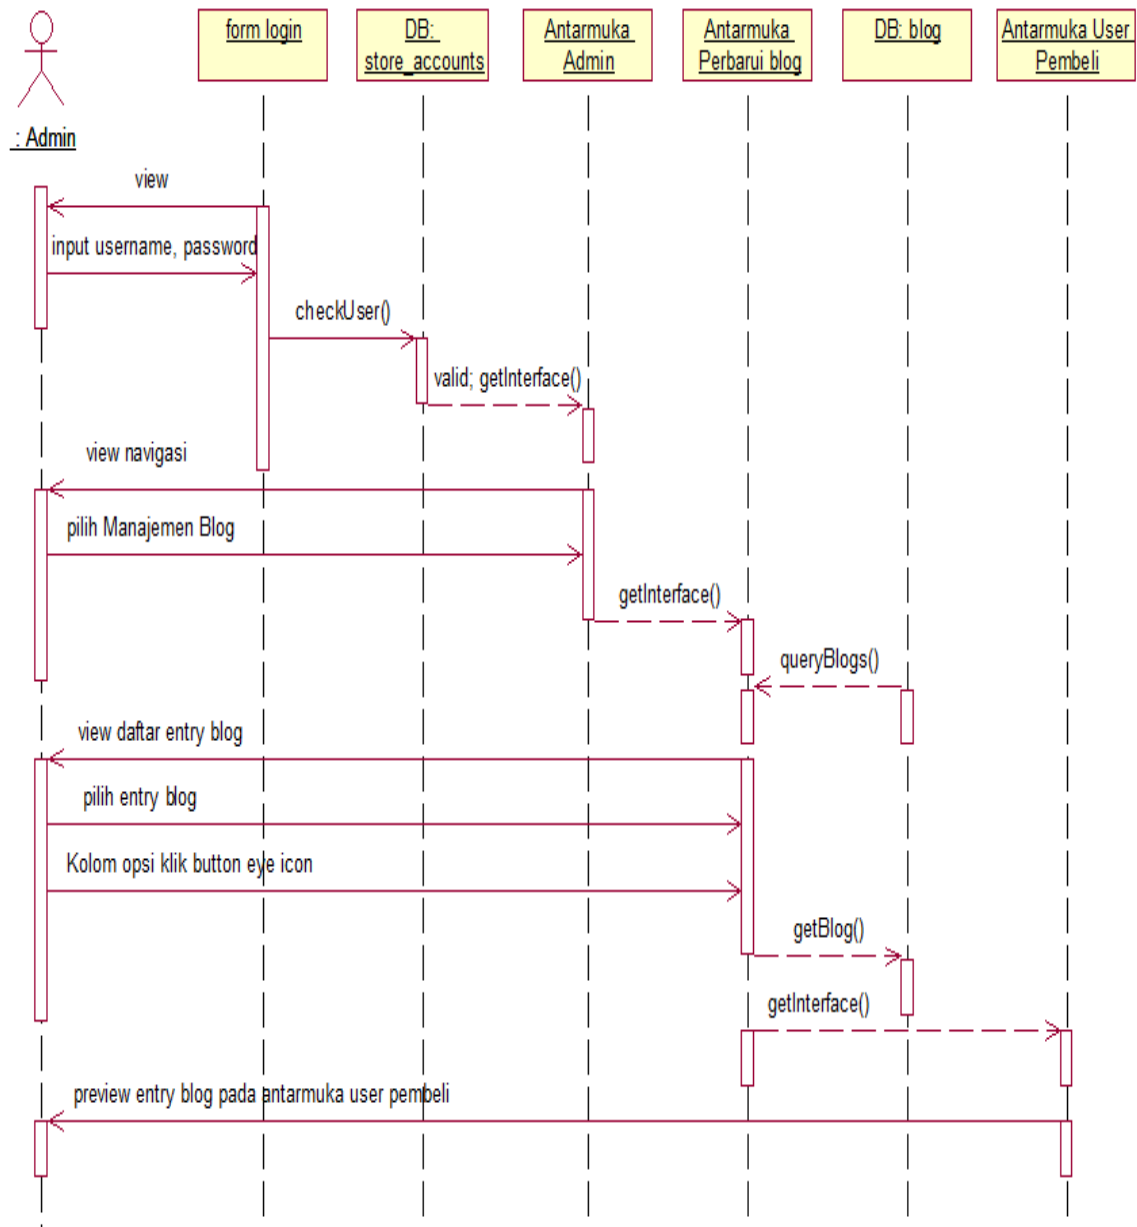 form login
DB:
store_accounts
Antarmuka
Admin
Antarmuka
Perbarui blog
DB: blog
Antarmuka User
Pembeli
: Admin
view
input username, password
checkUser()
valid; getInterface()
view navigasi
pilih Manajemen Blog
getInterface()
queryBlogs()
view daftar entry blog
pilih entry blog
Kolom opsi klik button eye icon
getBlog()
getInterface()
preview entry blog pada antarmuka user pembeli